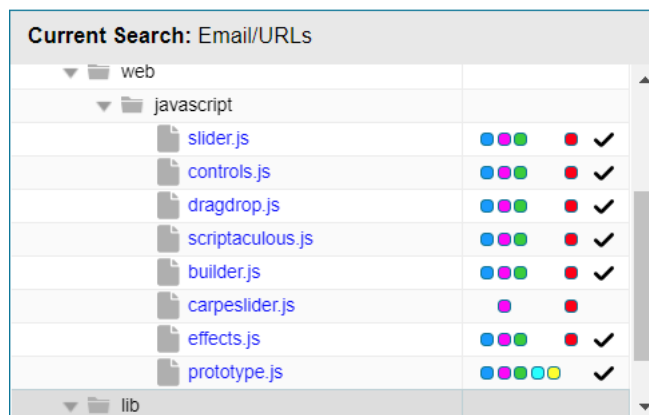 Current Search: Email/URLs
web
javascript
slider.js
controls.js
dragdrop.js
scriptaculous.js
builder.js
carpeslider.js
effects.js
prototype.js
lib